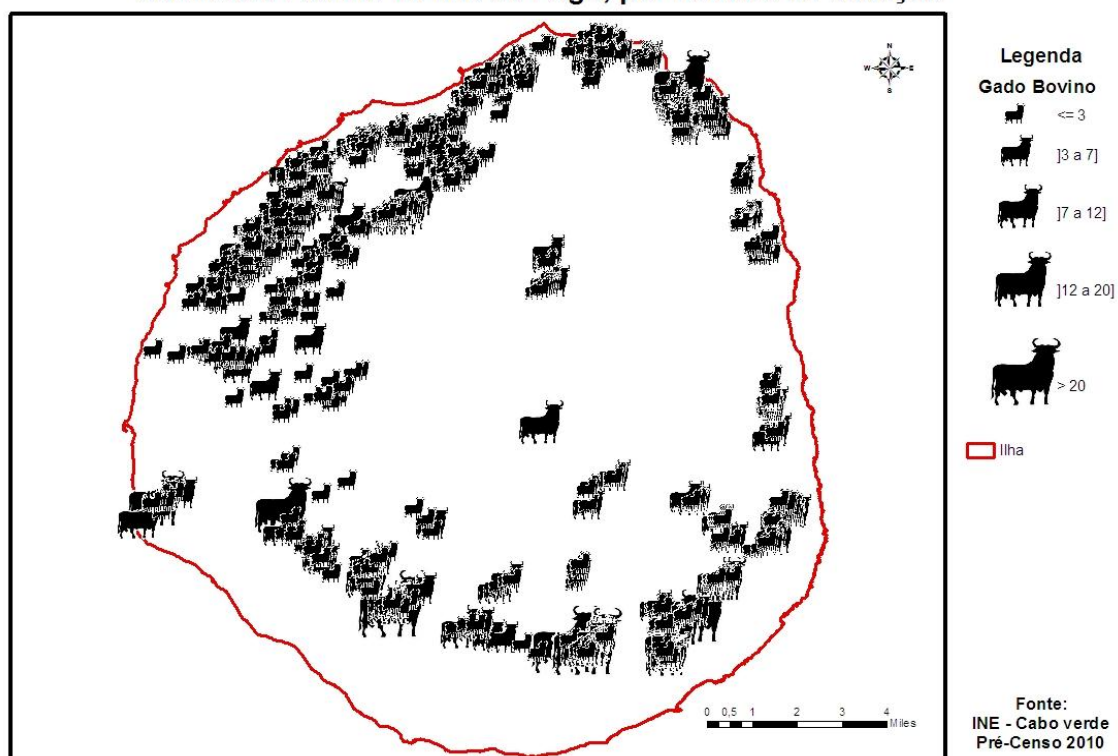 N
W E
S
Legenda
Gado Bovino
<= 3
]3 a 7]
]7 a 12]
]12 a 20]
> 20
Ilha
0 0,5 1 2 3 4
Miles
Fonte:
INE - Cabo verde
Pré-Censo 2010